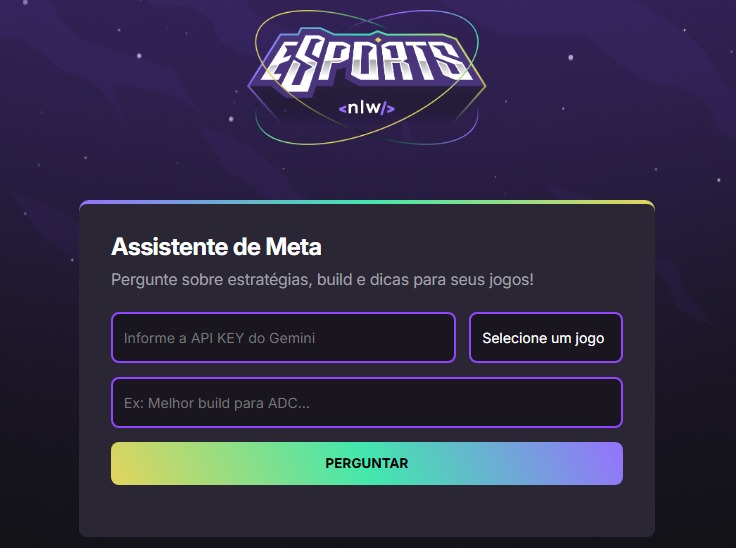 ESPORTS
<nlw/>
Assistente de Meta
Pergunte sobre estratégias, build e dicas para seus jogos!
Informe a API KEY do Gemini
Selecione um jogo
Ex: Melhor build para ADC...
PERGUNTAR